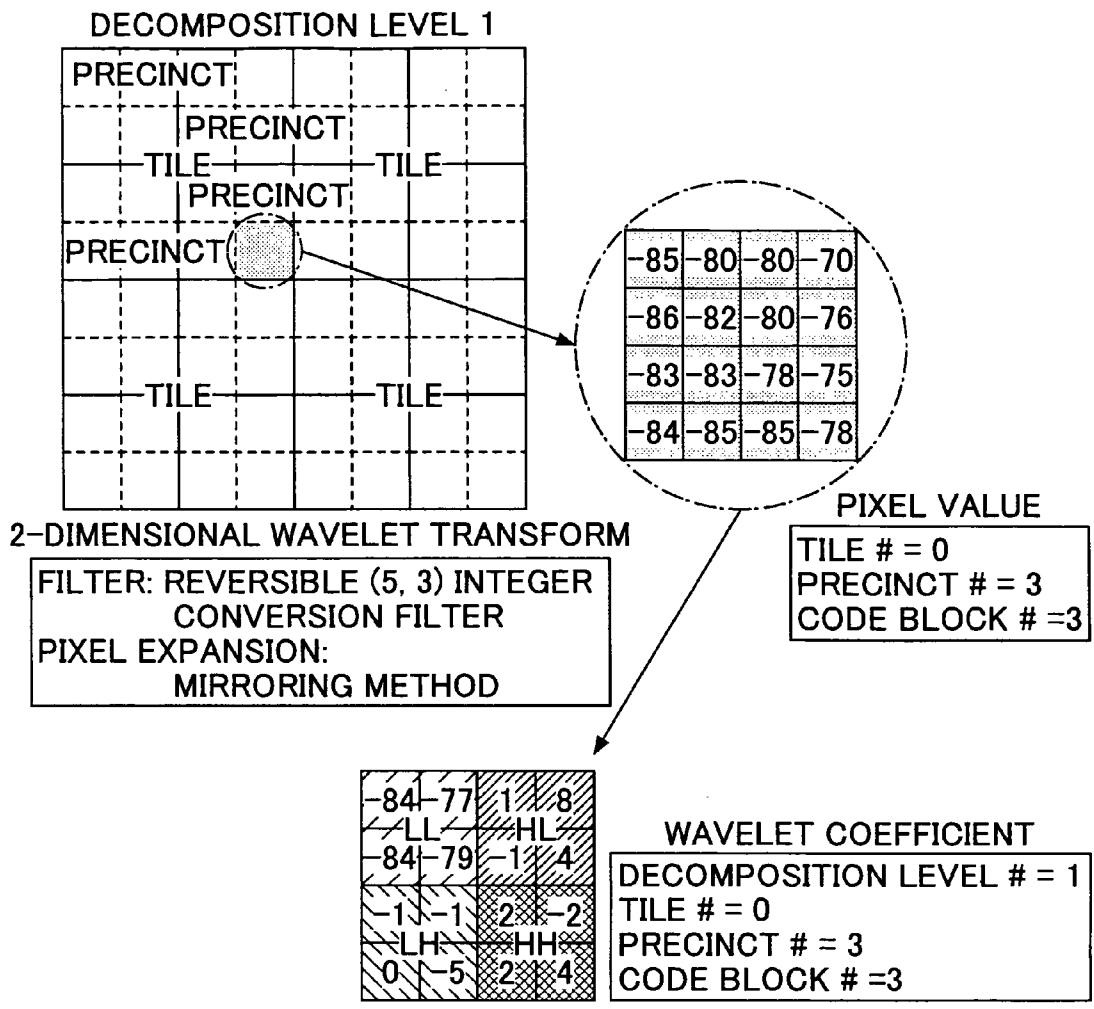 DECOMPOSITION LEVEL 1
PRECINCT
PRECINCT
TILE TILE
PRECINCT
PRECINCT
TILE TILE
-85 -80 -80 -70
-86 -82 -80 -76
-83 -83 -78 -75
-84 -85 -85 -78
PIXEL VALUE
TILE # = 0
PRECINCT # = 3
CODE BLOCK # =3
2-DIMENSIONAL WAVELET TRANSFORM
FILTER: REVERSIBLE (5, 3) INTEGER
CONVERSION FILTER
PIXEL EXPANSION:
MIRRORING METHOD
-84 -77 1 8
LL HL
-84 -79 -1 4
-1 -1 2 -2
LH HH
0 -5 2 4
WAVELET COEFFICIENT
DECOMPOSITION LEVEL # = 1
TILE # = 0
PRECINCT # = 3
CODE BLOCK # =3